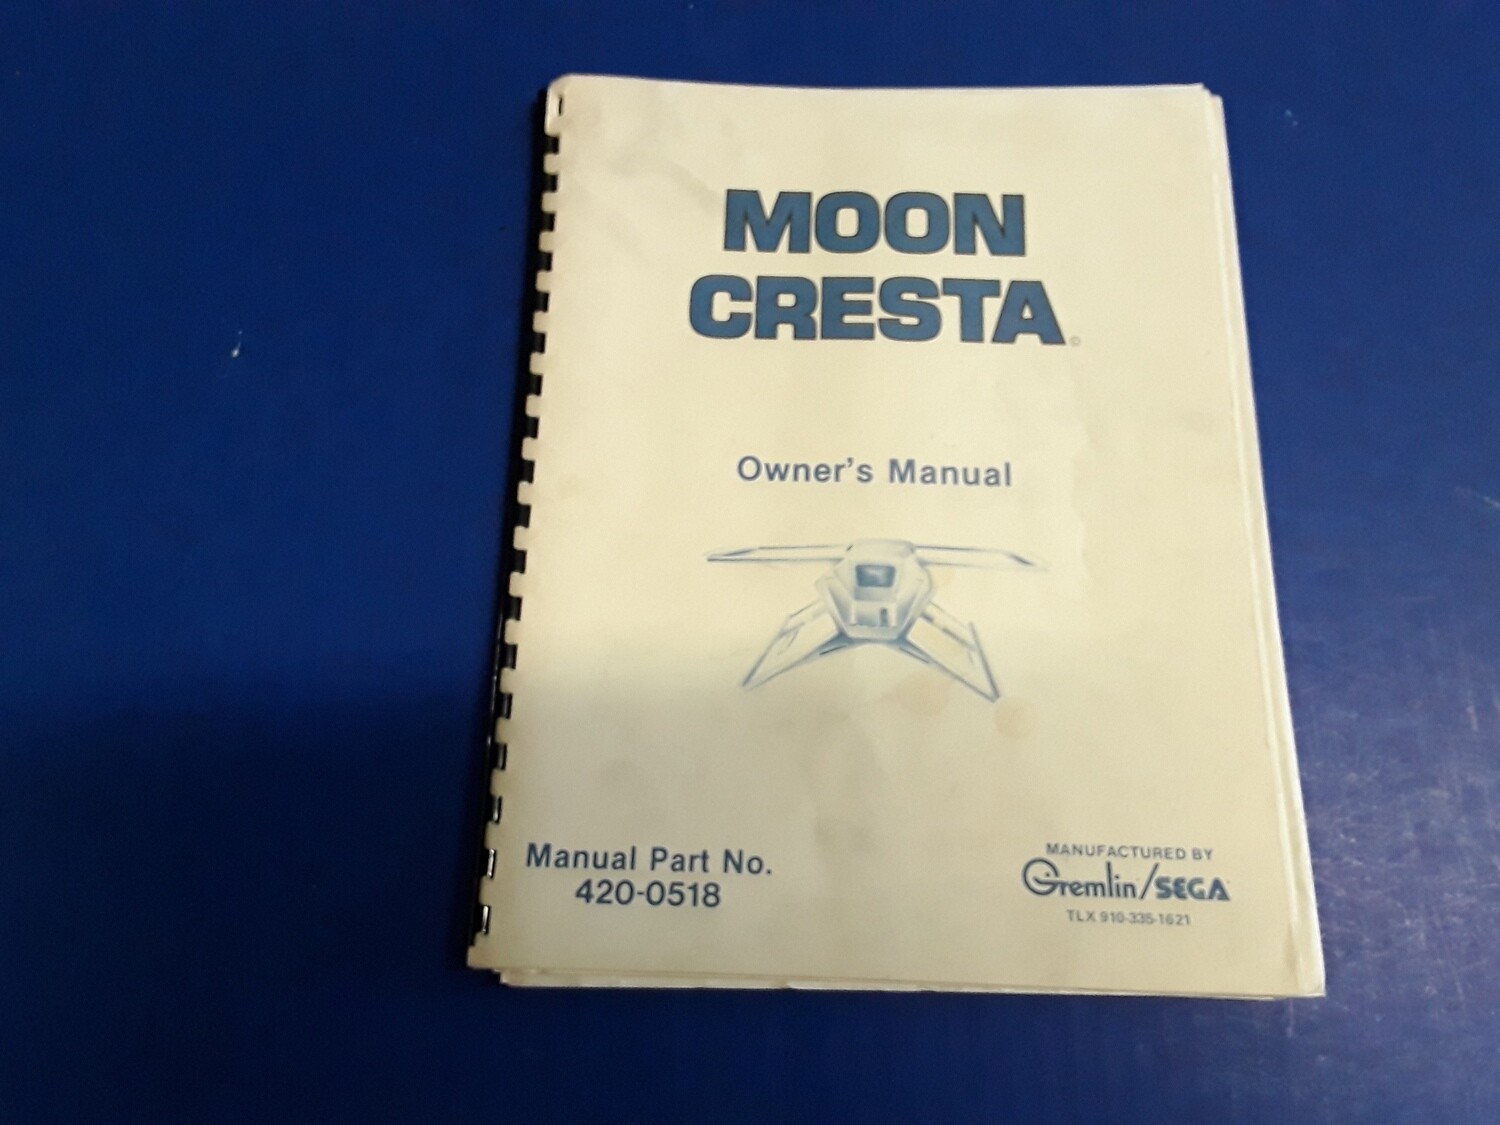 MOON
CRESTA©
Owner's Manual
Manual Part No.
420-0518
MANUFACTURED BY
Gremlin/SEGA
TLX 910-335-1621